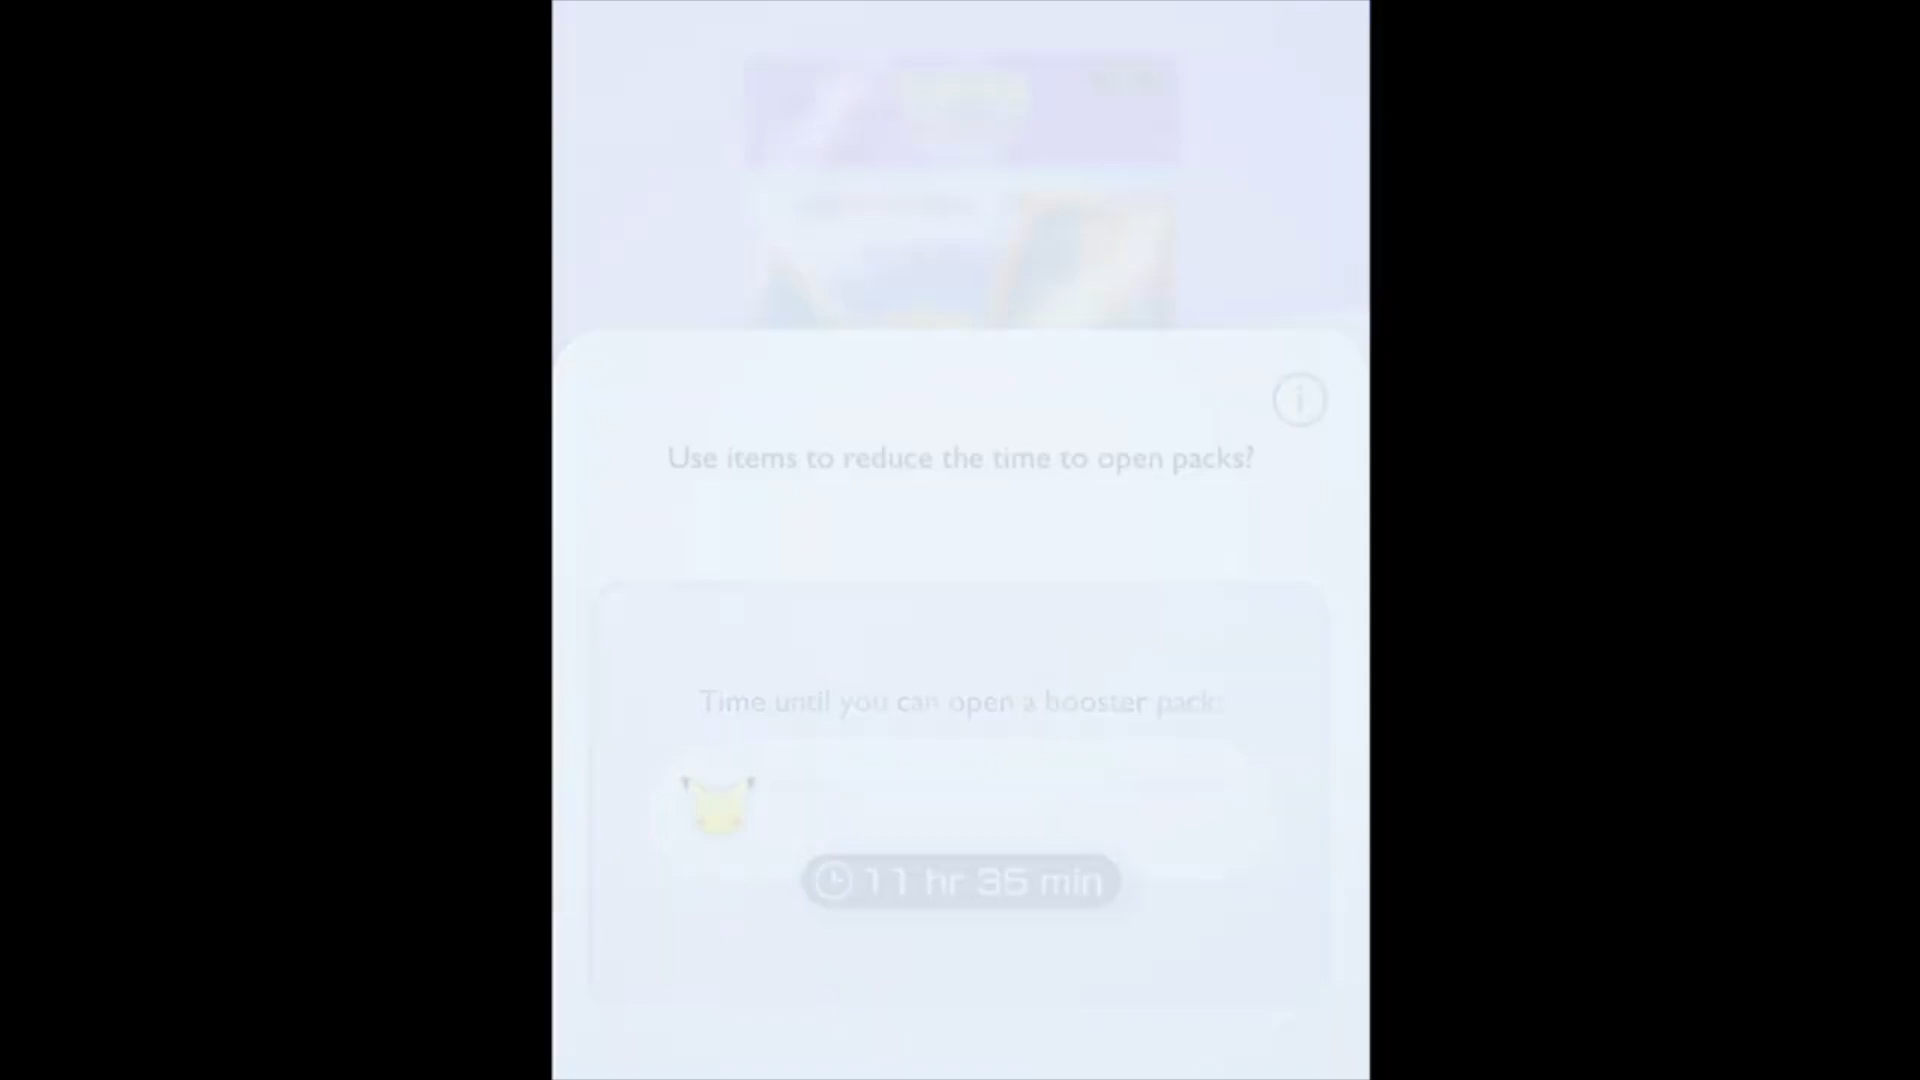 Use items to reduce the time to open packs?
Time until you can open a booster pack:
11 hr 35 min